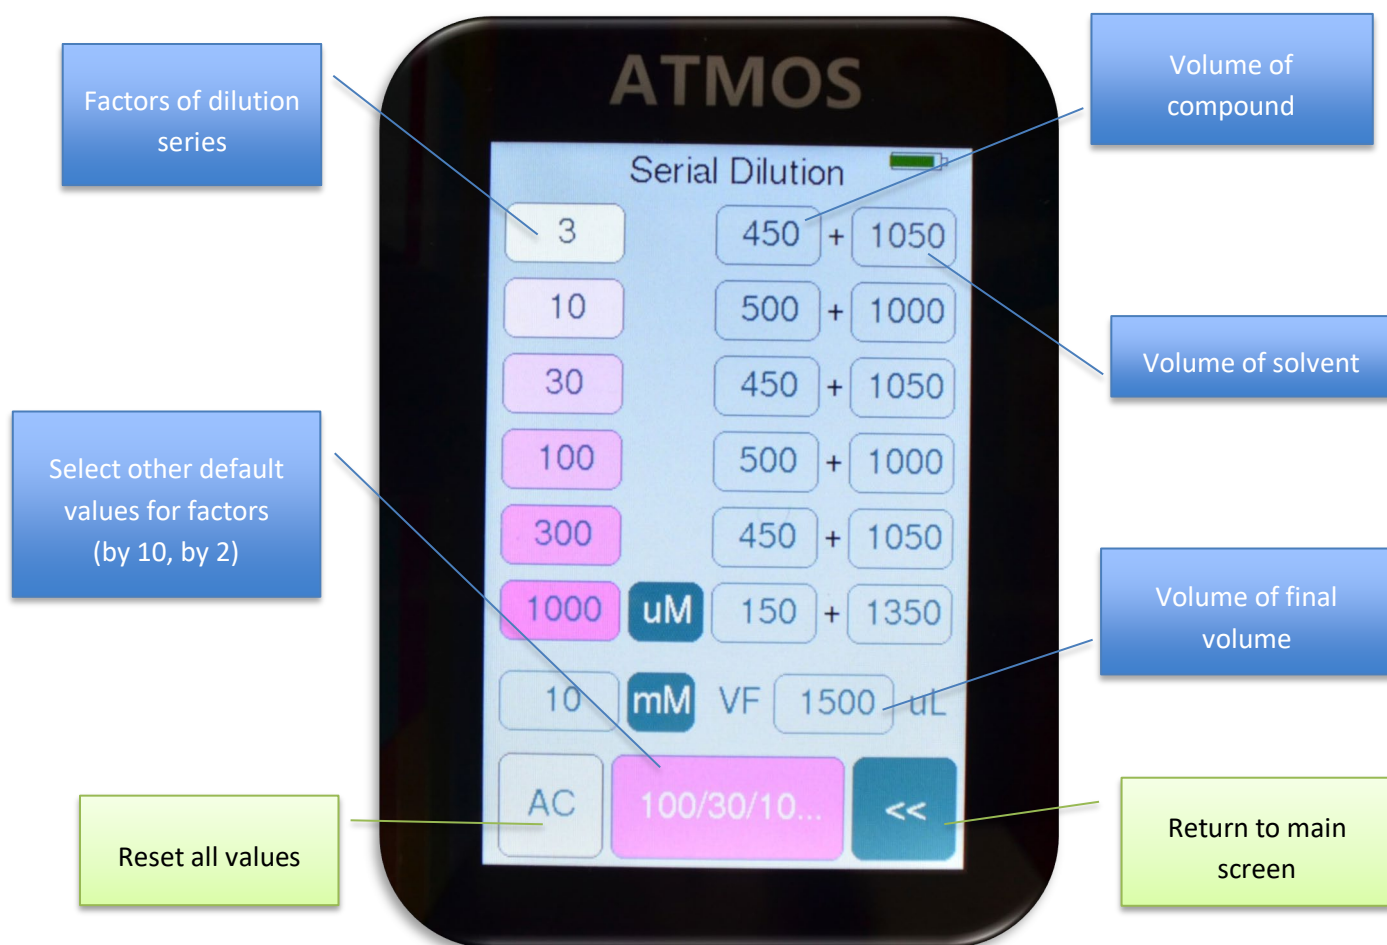 ATMOS
Factors of dilution
series
Volume of
compound
Serial Dilution
3 450 + 1050
10 500 + 1000
30 450 + 1050
100 500 + 1000
300 450 + 1050
1000 uM 150 + 1350
10 mM VF 1500 uL
AC 100/30/10... <<
Volume of solvent
Select other default
values for factors
(by 10, by 2)
Volume of final
volume
Reset all values
Return to main
screen